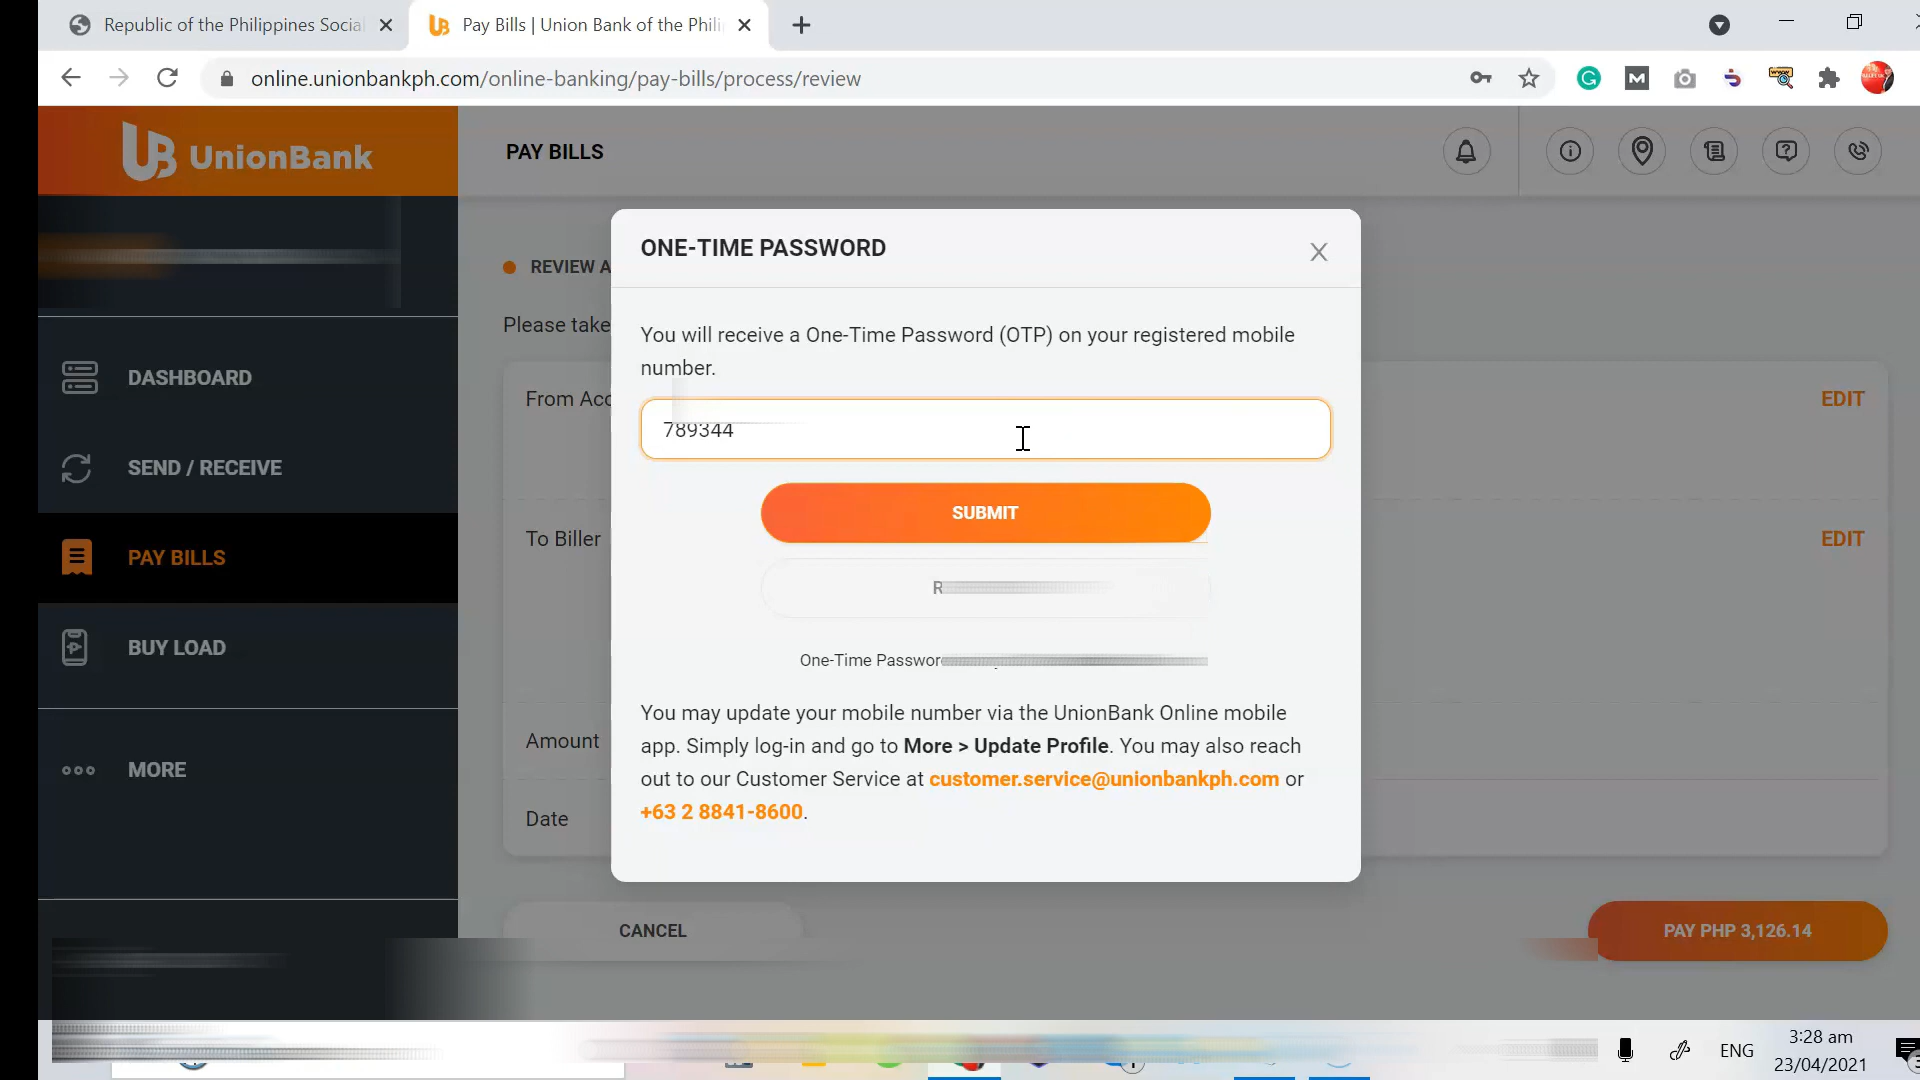 Republic of the Philippines Social
Pay Bills | Union Bank of the Phili
online.unionbankph.com/online-banking/pay-bills/process/review
UnionBank
PAY BILLS
ONE-TIME PASSWORD
X
REVIEW A
Please take
You will receive a One-Time Password (OTP) on your registered mobile
number.
DASHBOARD
From Acc
EDIT
789344
SEND / RECEIVE
SUBMIT
To Biller
EDIT
PAY BILLS
R
BUY LOAD
One-Time Passwor
You may update your mobile number via the UnionBank Online mobile
app. Simply log-in and go to More > Update Profile. You may also reach
out to our Customer Service at customer.service@unionbankph.com or
+63 2 8841-8600.
Amount
MORE
Date
CANCEL
PAY PHP 3,126.14
ENG
3:28 am
23/04/2021